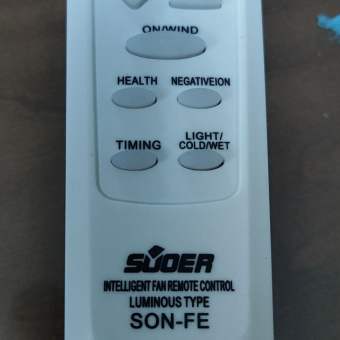 ON/WIND
HEALTH NEGATIVEION
TIMING LIGHT/
COLD/WET
SUOER
INTELLIGENT FAN REMOTE CONTROL
LUMINOUS TYPE
SON-FE